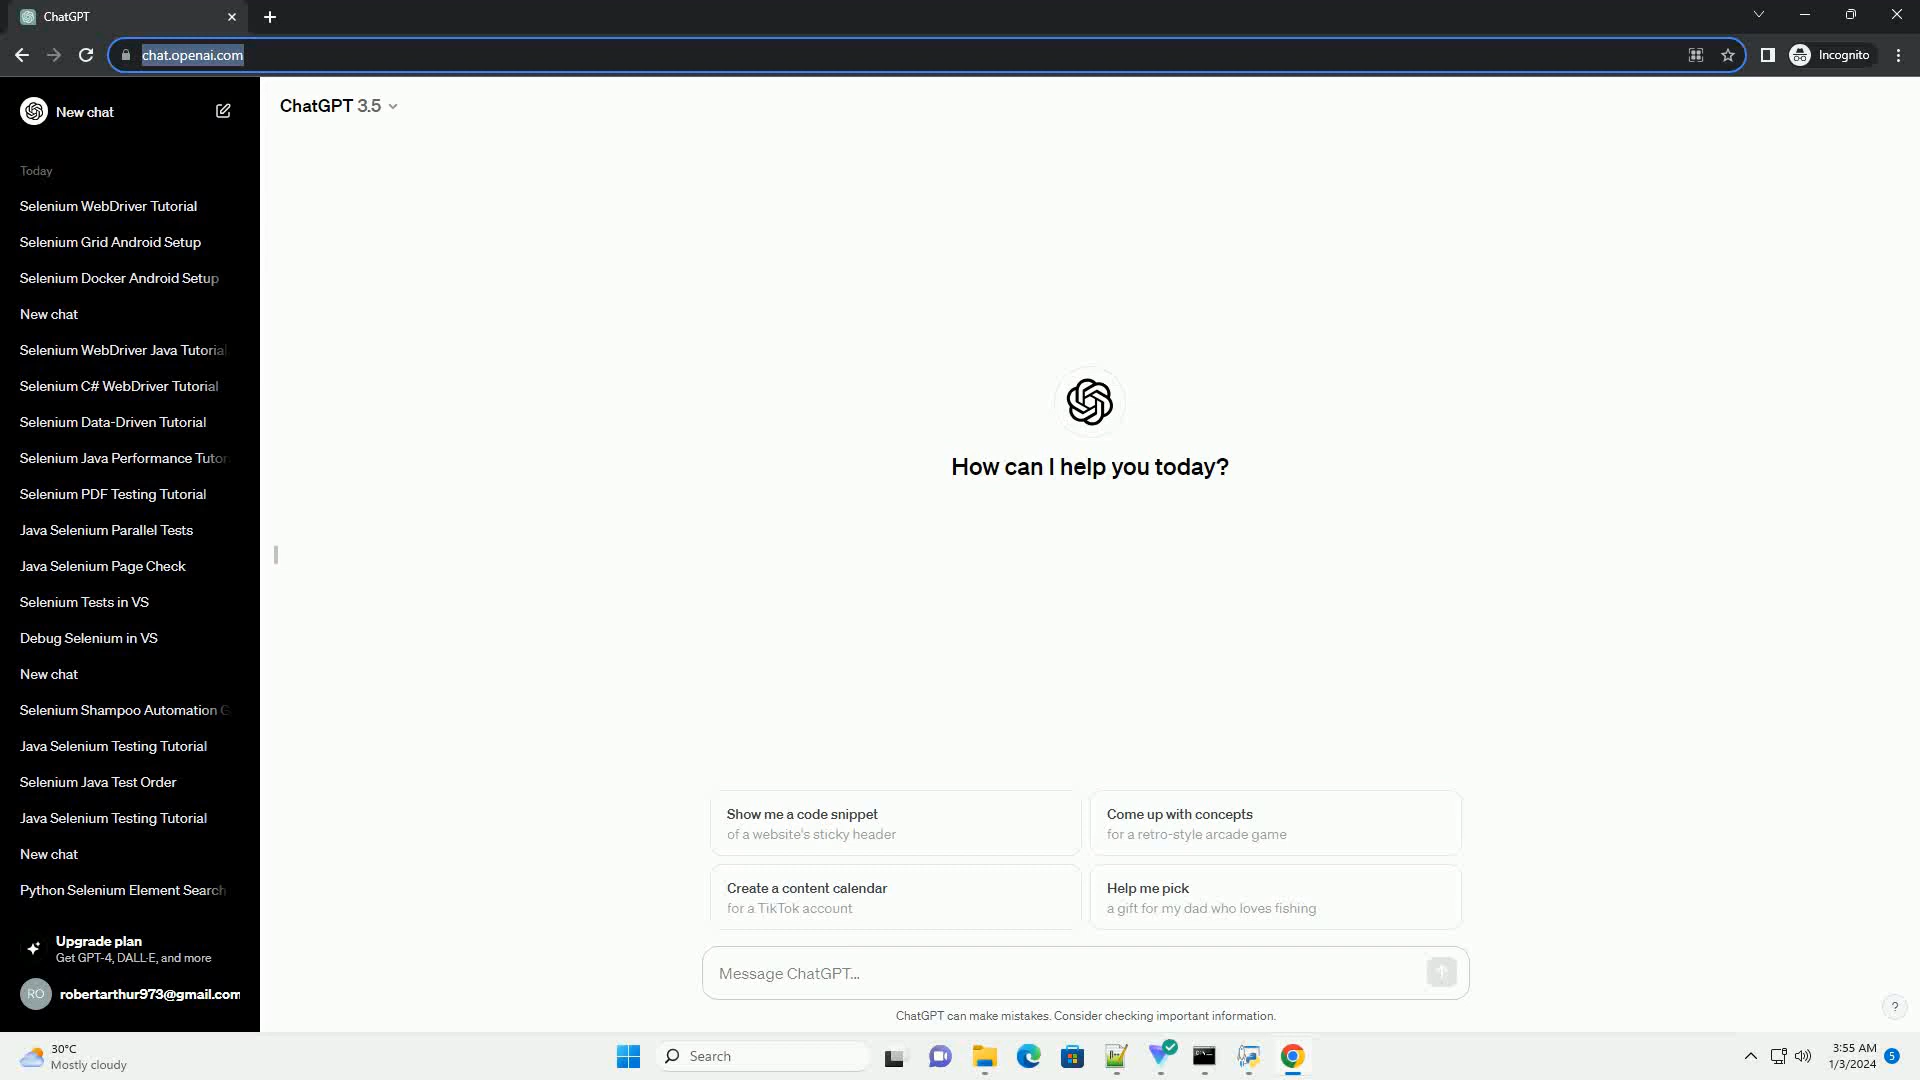 ChatGPT
chat.openai.com
Incognito
New chat
ChatGPT 3.5
Today
Selenium WebDriver Tutorial
Selenium Grid Android Setup
Selenium Docker Android Setup
New chat
Selenium WebDriver Java Tutorial
Selenium C# WebDriver Tutorial
Selenium Data-Driven Tutorial
Selenium Java Performance Tutor
Selenium PDF Testing Tutorial
Java Selenium Parallel Tests
Java Selenium Page Check
Selenium Tests in VS
Debug Selenium in VS
New chat
Selenium Shampoo Automation G
Java Selenium Testing Tutorial
Selenium Java Test Order
Java Selenium Testing Tutorial
New chat
Python Selenium Element Search
Upgrade plan
Get GPT-4, DALL·E, and more
RO
robertarthur973@gmail.com
How can I help you today?
Show me a code snippet
of a website's sticky header
Come up with concepts
for a retro-style arcade game
Create a content calendar
for a TikTok account
Help me pick
a gift for my dad who loves fishing
Message ChatGPT...
ChatGPT can make mistakes. Consider checking important information.
?
30°C
Mostly cloudy
Search
3:55 AM
1/3/2024
5